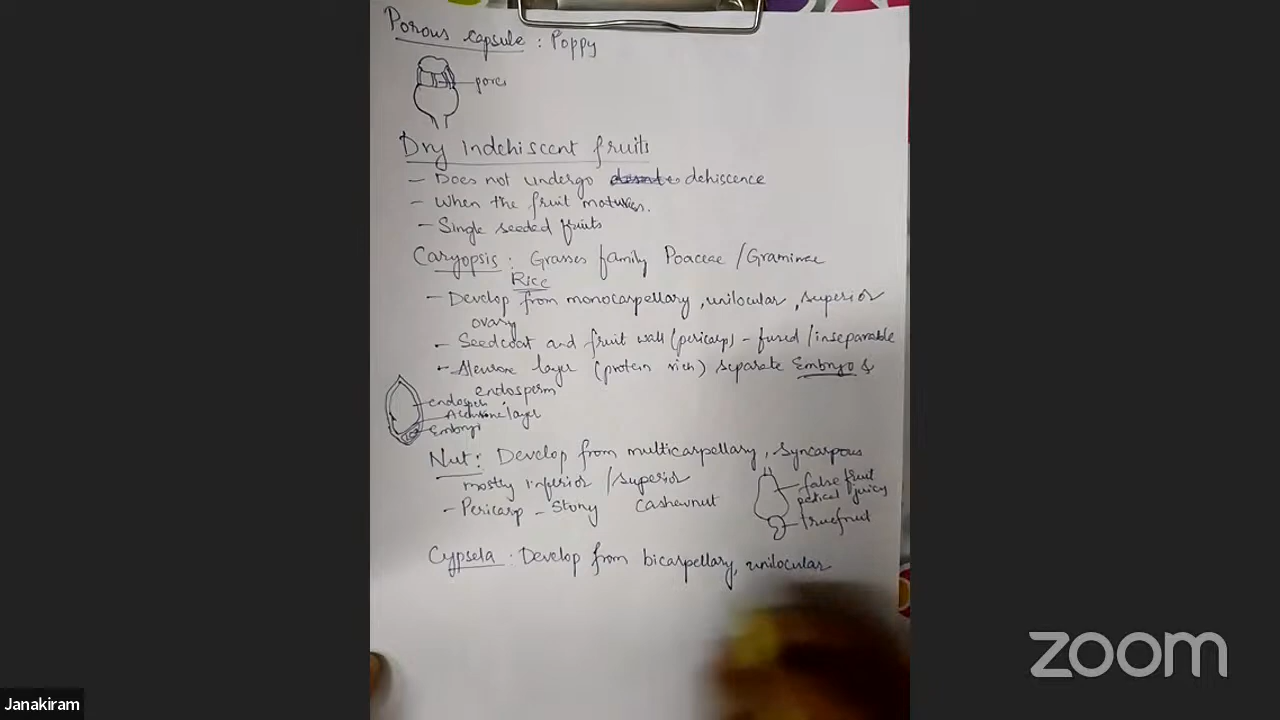 Porous capsule : Poppy
pores
Dry Indehiscent fruits
- Does not undergo dehiscence
- When the fruit matures.
- Single seeded fruits
Caryopsis : Grasses family Poaceae / Graminae
Rice
- Develop from monocarpellary, unilocular, superior
ovary
- Seedcoat and fruit wall (pericarp) - fused / inseparable
- Aleurone layer (protein rich) separate Embryo &
endosperm
endosperm
Aleurone layer
Embryo
Nut : Develop from multicarpellary, syncarpous
mostly inferior / superior
false fruit
juicy
- Pericarp - Stony cashewnut
true fruit
Cypsela : Develop from bicarpellary, unilocular
zoom
Janakiram